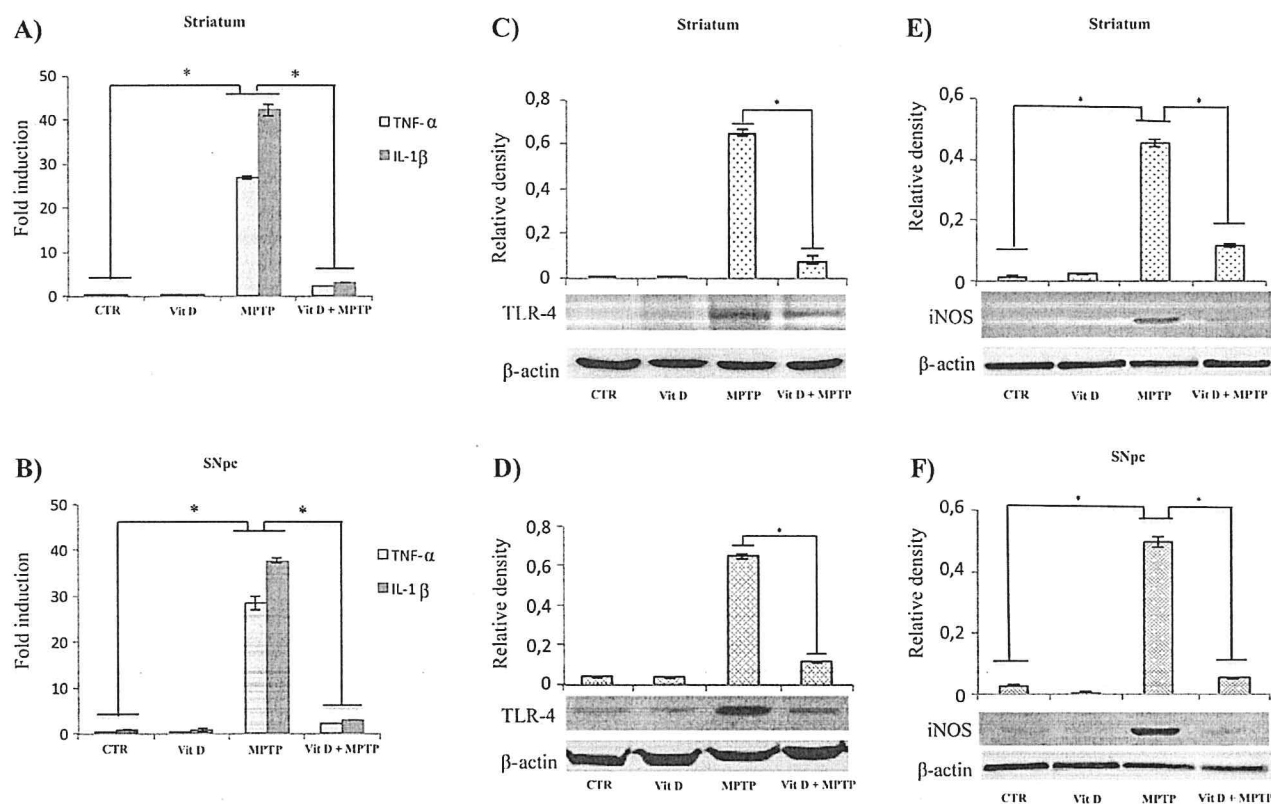 A)
Striatum
*
*
Fold induction
50
40
30
20
10
0
TNF-α
IL-1β
CTR
Vit D
MPTP
Vit D + MPTP
B)
SNpc
*
*
Fold induction
50
40
30
20
10
0
TNF-α
IL-1 β
CTR
Vit D
MPTP
Vit D + MPTP
C)
Striatum
*
Relative density
0,8
0,6
0,4
0,2
0
TLR-4
β-actin
CTR
Vit D
MPTP
Vit D + MPTP
D)
*
Relative density
0,8
0,6
0,4
0,2
0
TLR-4
β-actin
CTR
Vit D
MPTP
Vit D + MPTP
E)
Striatum
*
*
Relative density
0,6
0,4
0,2
0
iNOS
β-actin
CTR
Vit D
MPTP
Vit D + MPTP
F)
SNpc
*
*
Relative density
0,6
0,4
0,2
0
iNOS
β-actin
CTR
Vit D
MPTP
Vit D + MPTP